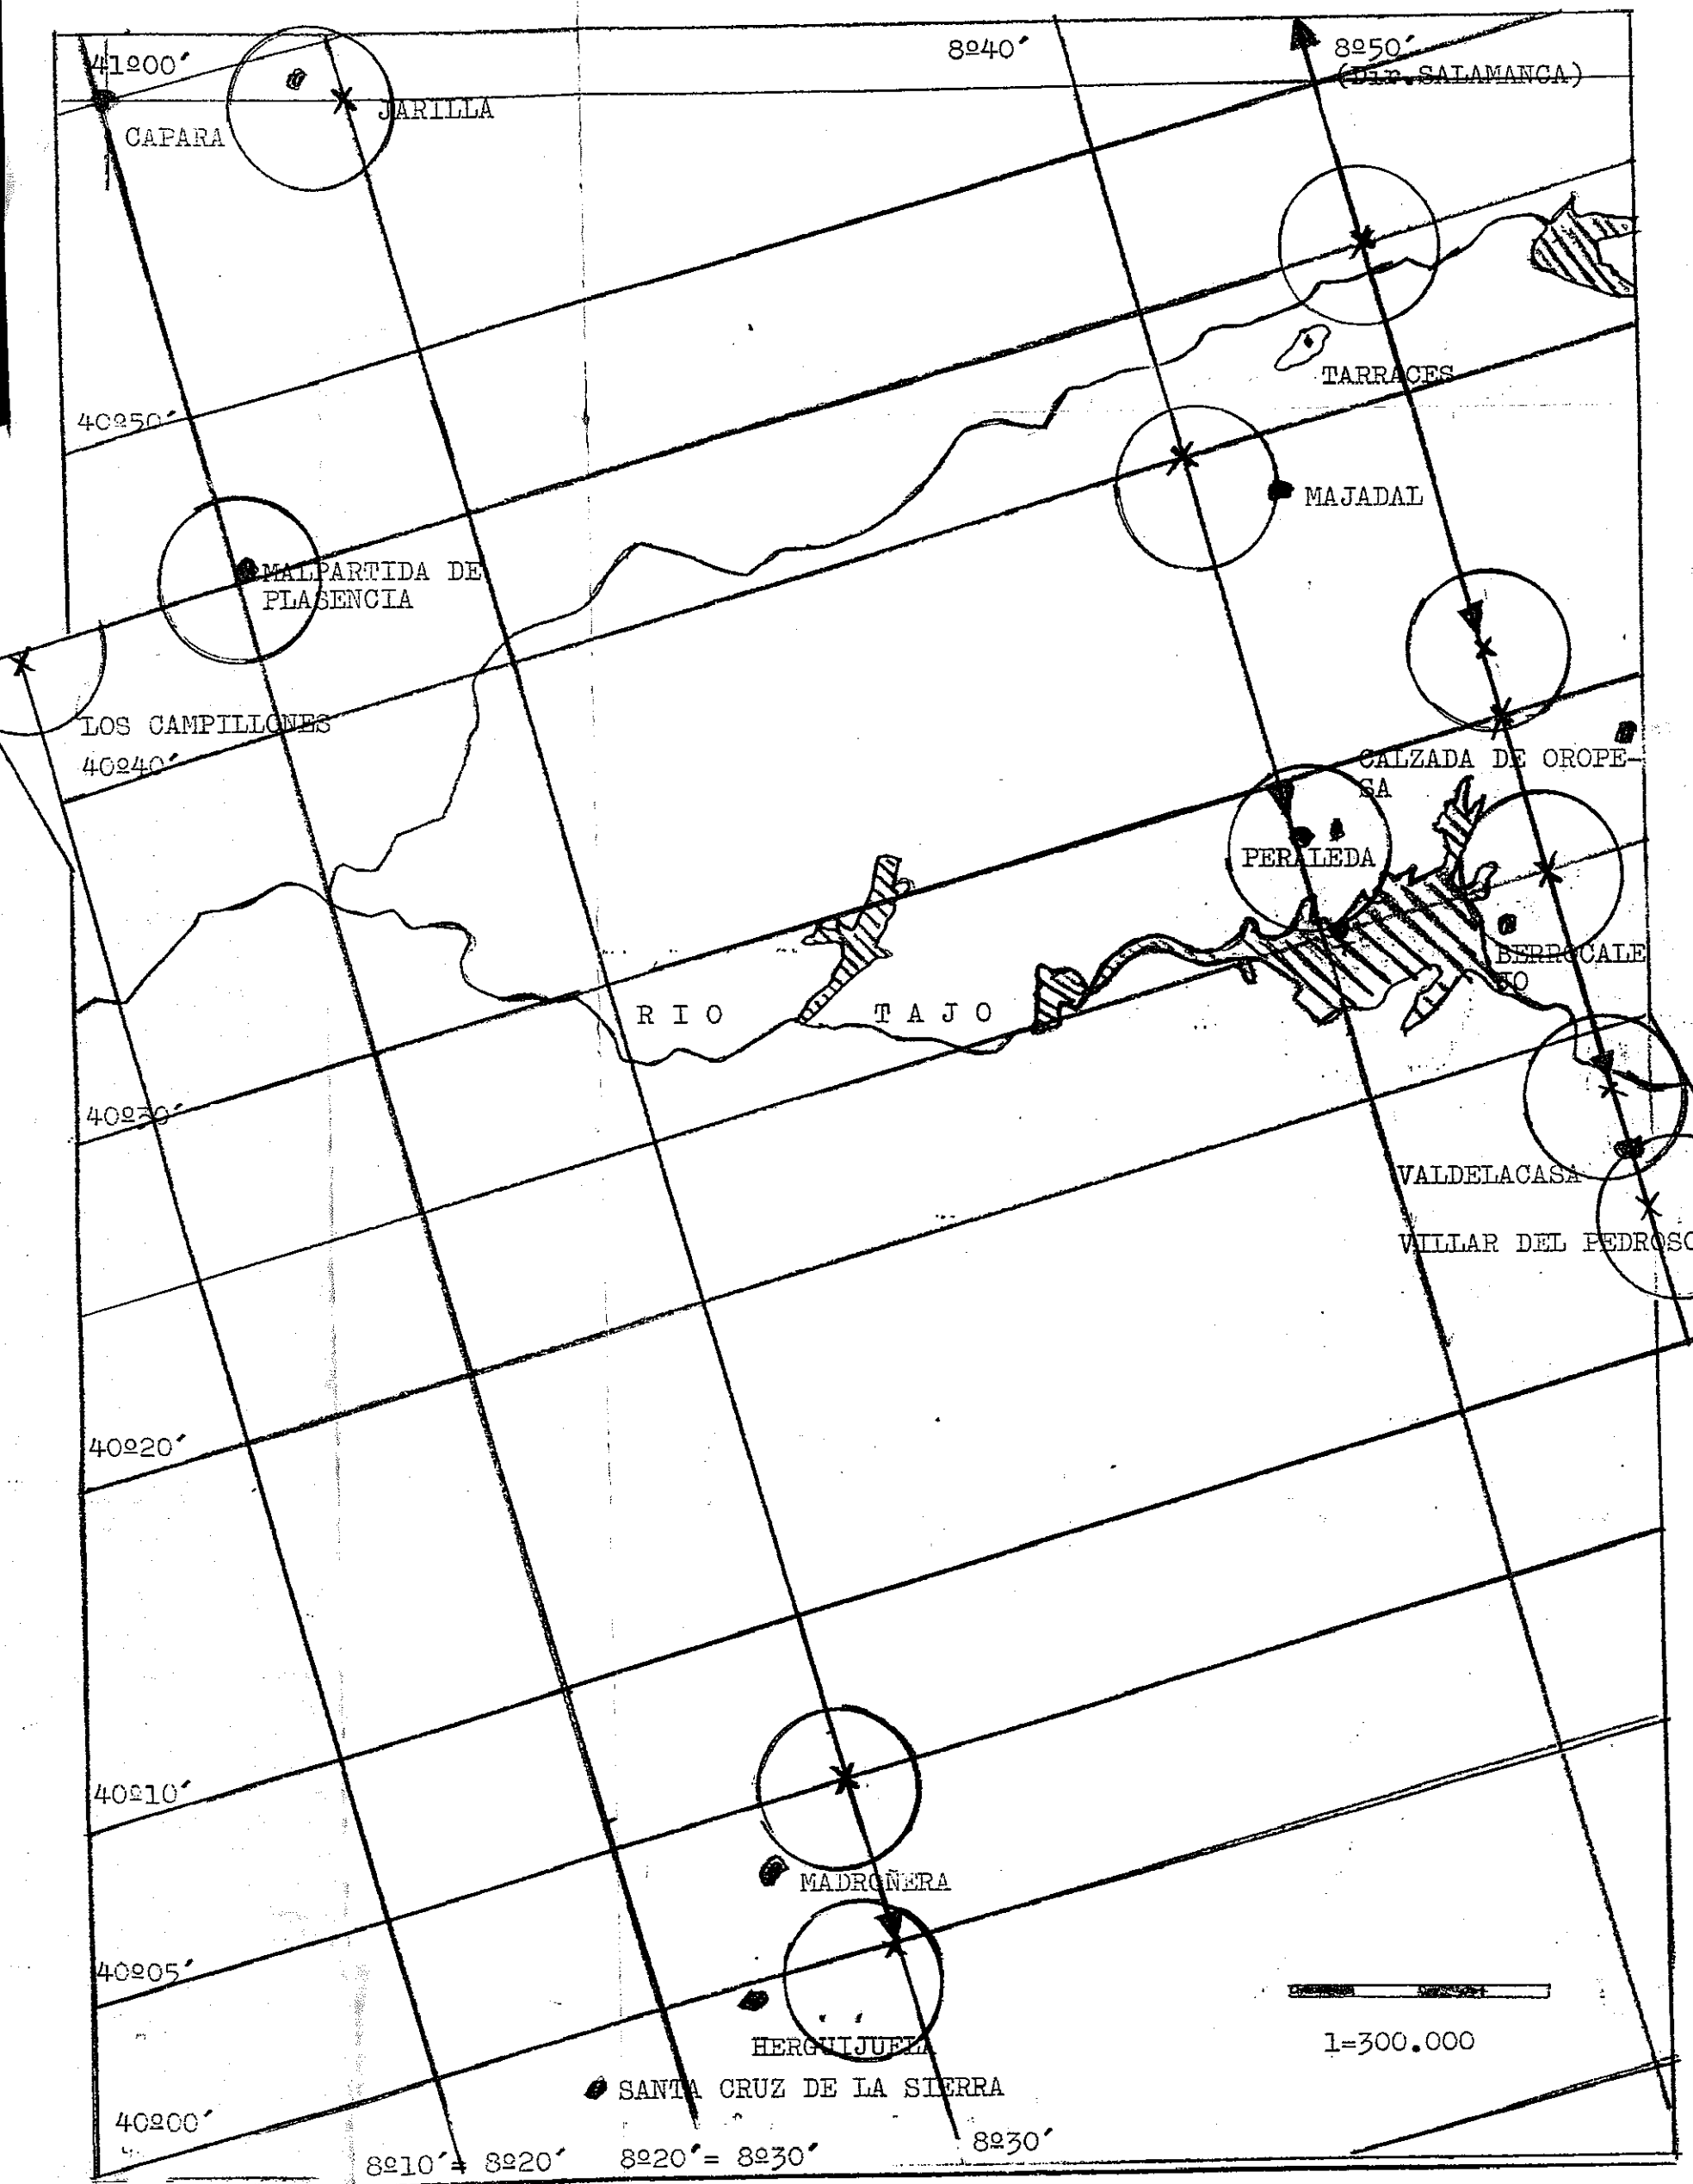 41º00′
8º40′
8º50′
(Dir.SALAMANCA)
JARILLA
CAPARA
TARRACES
40º50′
MAJADAL
MALPARTIDA DE
PLASENCIA
LOS CAMPILLONES
40º40′
CALZADA DE OROPE-
SA
PERALEDA
BERROCALE
JO
RIO TAJO
40º30′
VALDELACASA
VILLAR DEL PEDROSO
40º20′
40º10′
MADROÑERA
40º05′
HERGUIJUELA
1=300.000
SANTA CRUZ DE LA SIERRA
40º00′
8º10′= 8º20′
8º20′= 8º30′
8º30′